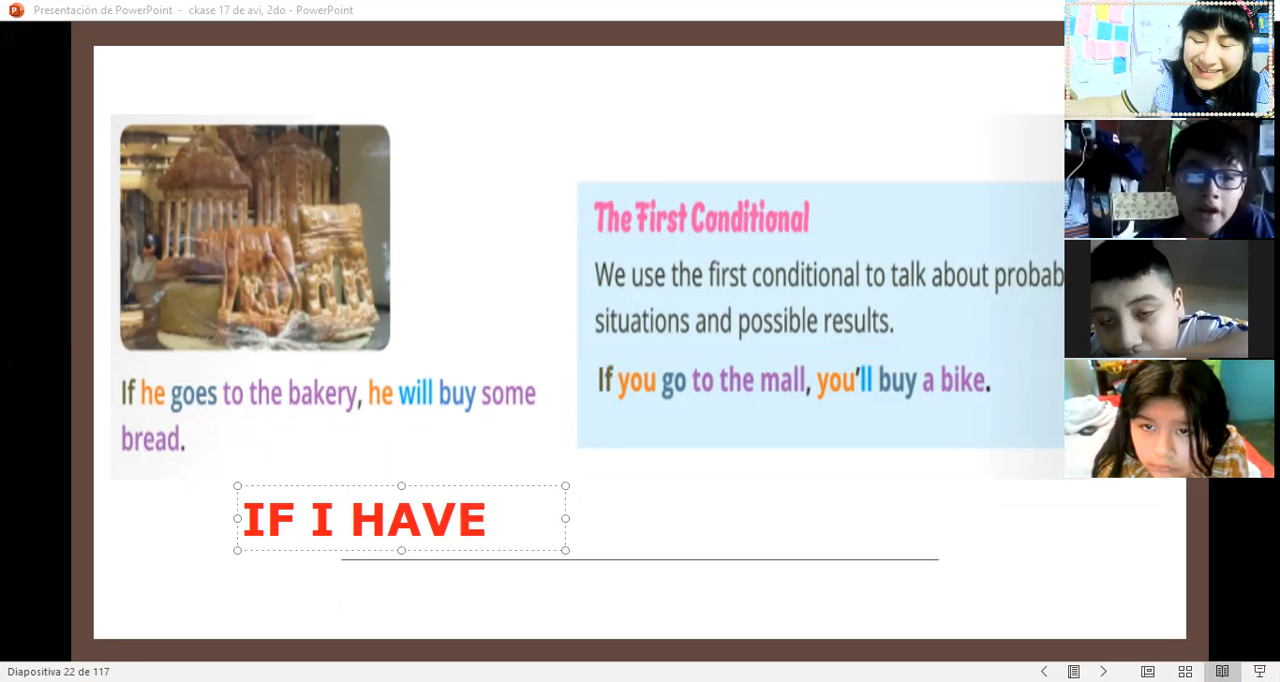 Presentación de PowerPoint - ckase 17 de avi, 2do - PowerPoint
The First Conditional
We use the first conditional to talk about probab
situations and possible results.
If you go to the mall, you'll buy a bike.
If he goes to the bakery, he will buy some
bread.
IF I HAVE
Diapositiva 22 de 117